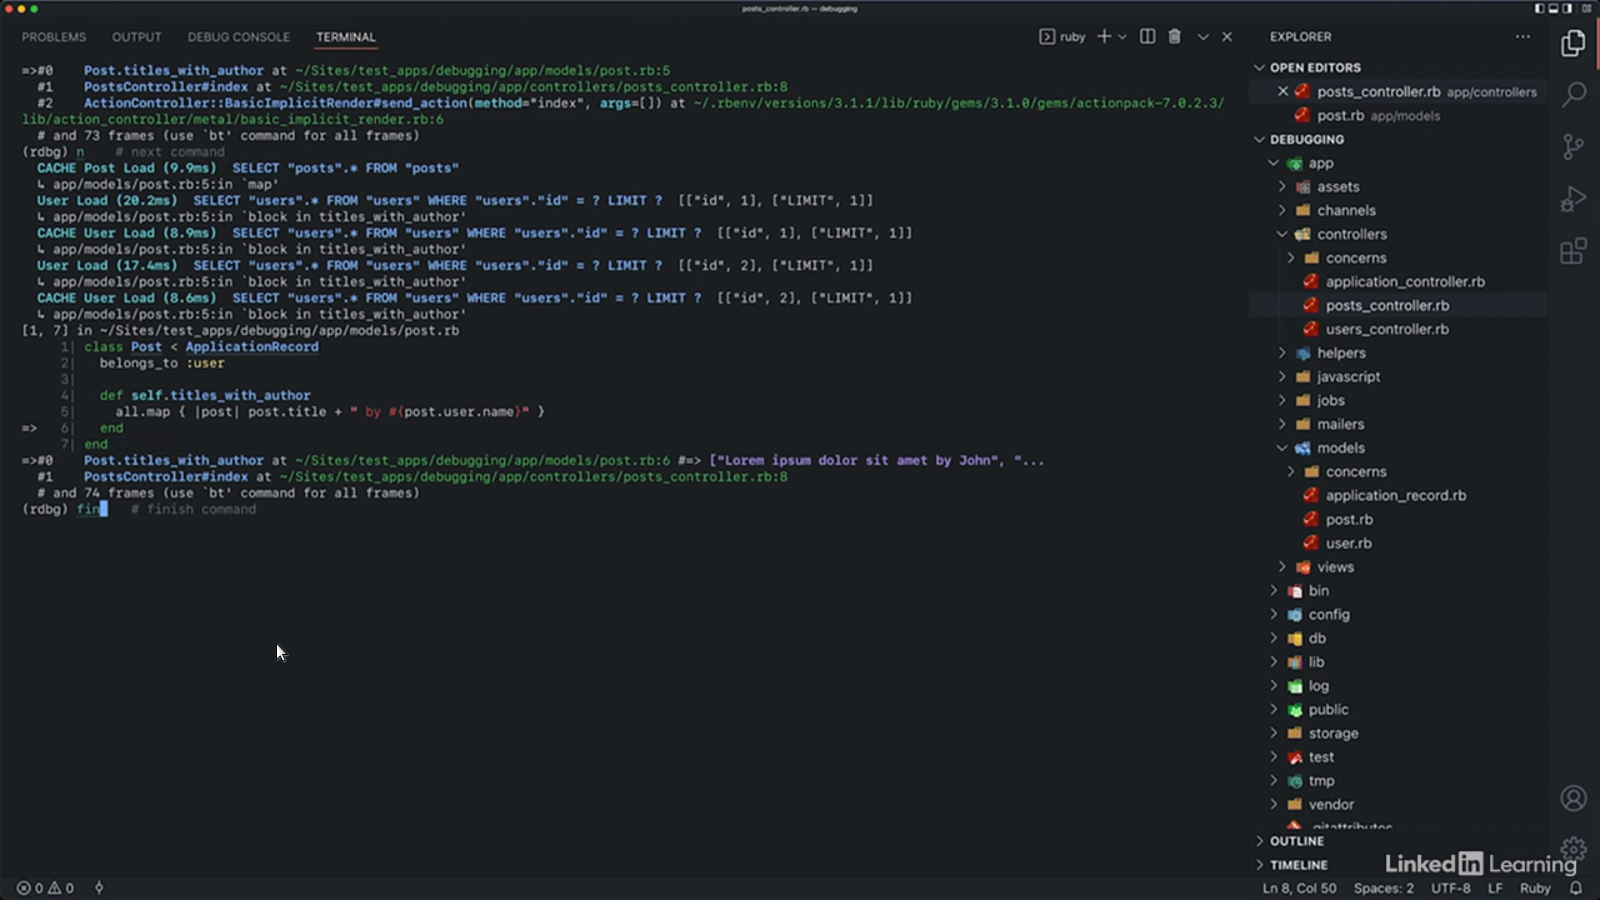 posts_controller.rb — debugging
PROBLEMS OUTPUT DEBUG CONSOLE TERMINAL
ruby
=>#0 Post.titles_with_author at ~/Sites/test_apps/debugging/app/models/post.rb:5
#1 PostsController#index at ~/Sites/test_apps/debugging/app/controllers/posts_controller.rb:8
#2 ActionController::BasicImplicitRender#send_action(method="index", args=[]) at ~/.rbenv/versions/3.1.1/lib/ruby/gems/3.1.0/gems/actionpack-7.0.2.3/
lib/action_controller/metal/basic_implicit_render.rb:6
# and 73 frames (use `bt' command for all frames)
(rdbg) n # next command
CACHE Post Load (9.9ms) SELECT "posts".* FROM "posts"
↳ app/models/post.rb:5:in `map'
User Load (20.2ms) SELECT "users".* FROM "users" WHERE "users"."id" = ? LIMIT ? [["id", 1], ["LIMIT", 1]]
↳ app/models/post.rb:5:in `block in titles_with_author'
CACHE User Load (8.9ms) SELECT "users".* FROM "users" WHERE "users"."id" = ? LIMIT ? [["id", 1], ["LIMIT", 1]]
↳ app/models/post.rb:5:in `block in titles_with_author'
User Load (17.4ms) SELECT "users".* FROM "users" WHERE "users"."id" = ? LIMIT ? [["id", 2], ["LIMIT", 1]]
↳ app/models/post.rb:5:in `block in titles_with_author'
CACHE User Load (8.6ms) SELECT "users".* FROM "users" WHERE "users"."id" = ? LIMIT ? [["id", 2], ["LIMIT", 1]]
↳ app/models/post.rb:5:in `block in titles_with_author'
[1, 7] in ~/Sites/test_apps/debugging/app/models/post.rb
1| class Post < ApplicationRecord
2| belongs_to :user
3|
4| def self.titles_with_author
5| all.map { |post| post.title + " by #{post.user.name}" }
=> 6| end
7| end
=>#0 Post.titles_with_author at ~/Sites/test_apps/debugging/app/models/post.rb:6 #=> ["Lorem ipsum dolor sit amet by John", "...
#1 PostsController#index at ~/Sites/test_apps/debugging/app/controllers/posts_controller.rb:8
# and 74 frames (use `bt' command for all frames)
(rdbg) fin # finish command
EXPLORER
OPEN EDITORS
posts_controller.rb app/controllers
post.rb app/models
DEBUGGING
app
assets
channels
controllers
concerns
application_controller.rb
posts_controller.rb
users_controller.rb
helpers
javascript
jobs
mailers
models
concerns
application_record.rb
post.rb
user.rb
views
bin
config
db
lib
log
public
storage
test
tmp
vendor
.gitattributes
OUTLINE
TIMELINE
LinkedIn Learning
0 0
Ln 8, Col 50 Spaces: 2 UTF-8 LF Ruby